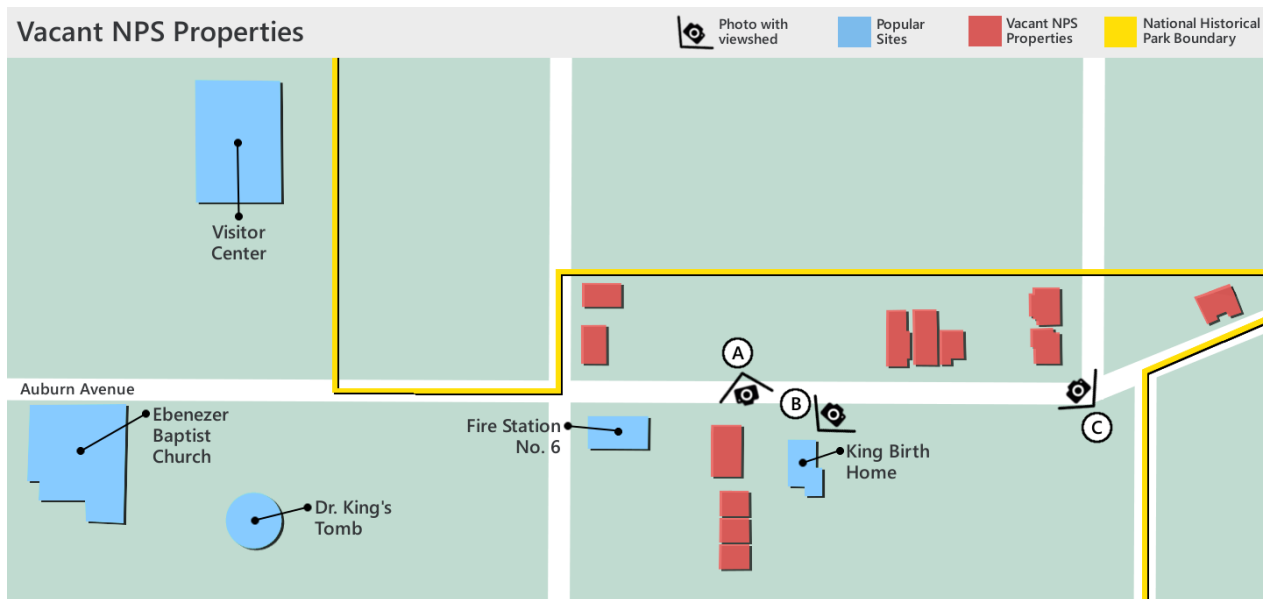 Vacant NPS Properties
Photo with
viewshed
Popular
Sites
Vacant NPS
Properties
National Historical
Park Boundary
Visitor
Center
A
Auburn Avenue
B
Ebenezer
Baptist
Church
Fire Station
No. 6
C
King Birth
Home
Dr. King's
Tomb